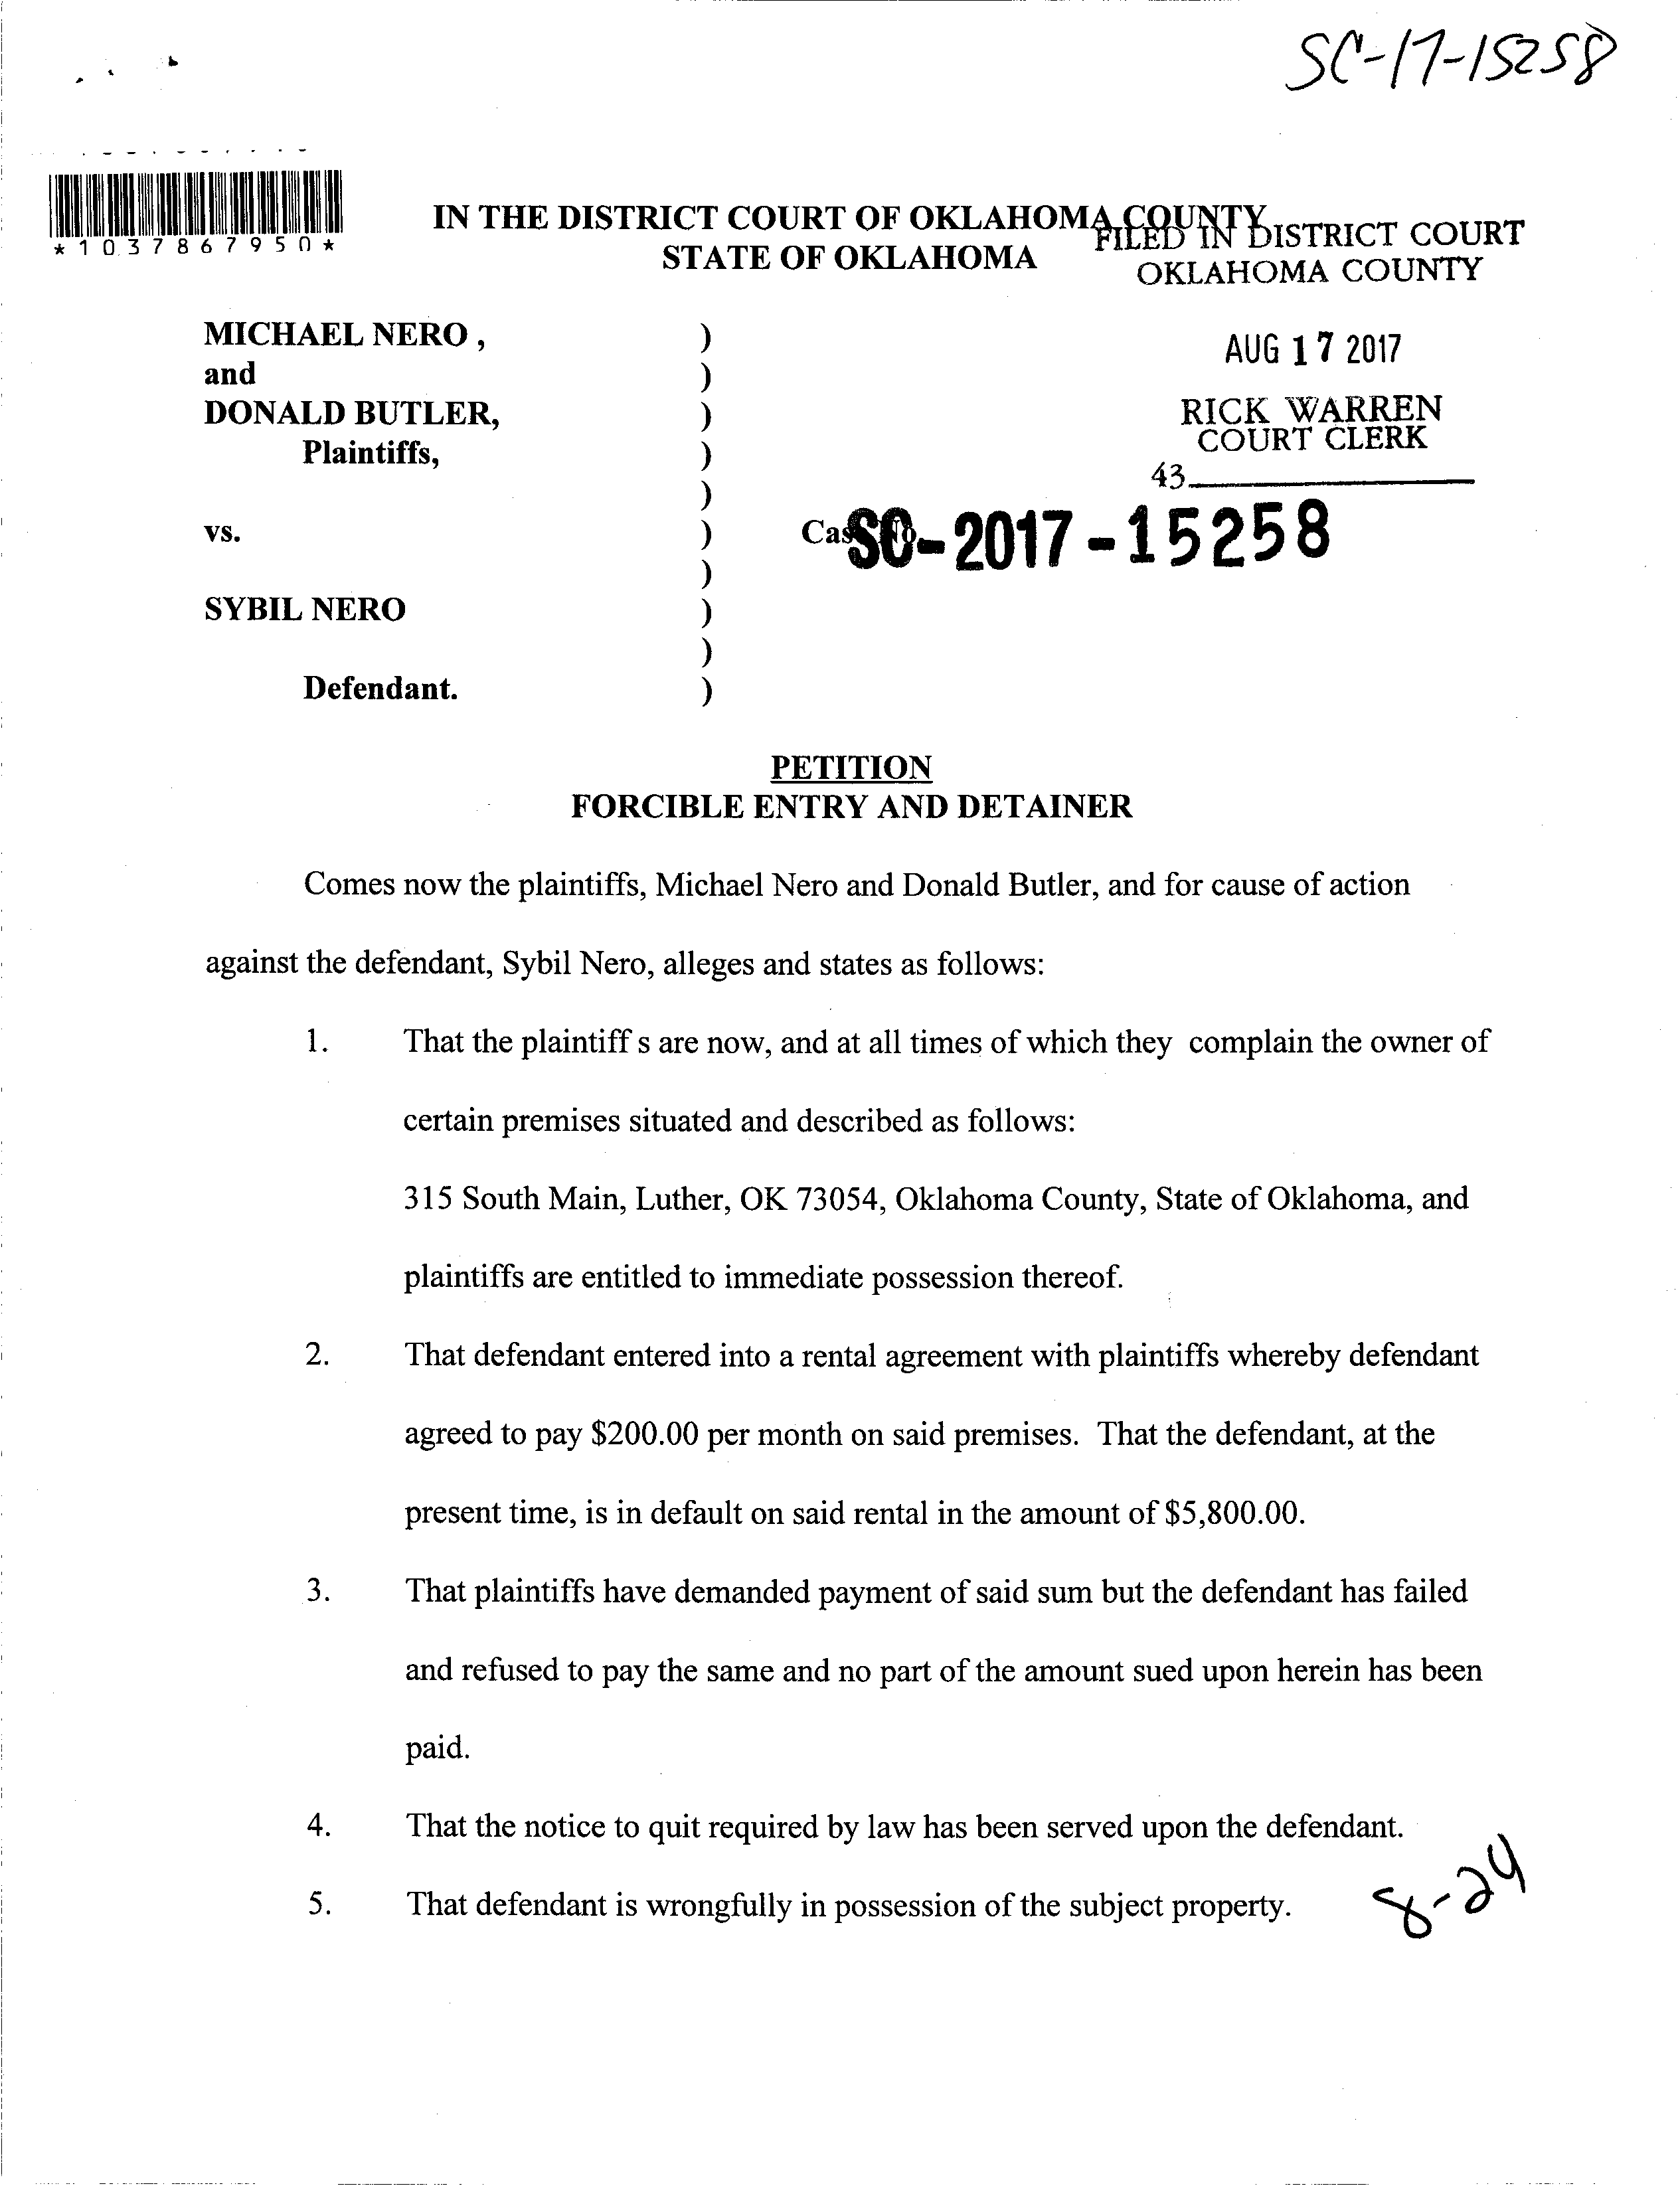 SC-17-15258
*1037867950*
IN THE DISTRICT COURT OF OKLAHOMA COUNTY
STATE OF OKLAHOMA
FILED IN DISTRICT COURT
OKLAHOMA COUNTY
AUG 17 2017
RICK WARREN
COURT CLERK
43
MICHAEL NERO , )
and )
DONALD BUTLER, )
Plaintiffs, )
)
vs. ) Case No. SC-2017-15258
)
SYBIL NERO )
)
Defendant. )
PETITION
FORCIBLE ENTRY AND DETAINER
Comes now the plaintiffs, Michael Nero and Donald Butler, and for cause of action
against the defendant, Sybil Nero, alleges and states as follows:
1. That the plaintiff s are now, and at all times of which they complain the owner of
certain premises situated and described as follows:
315 South Main, Luther, OK 73054, Oklahoma County, State of Oklahoma, and
plaintiffs are entitled to immediate possession thereof.
2. That defendant entered into a rental agreement with plaintiffs whereby defendant
agreed to pay $200.00 per month on said premises. That the defendant, at the
present time, is in default on said rental in the amount of $5,800.00.
3. That plaintiffs have demanded payment of said sum but the defendant has failed
and refused to pay the same and no part of the amount sued upon herein has been
paid.
4. That the notice to quit required by law has been served upon the defendant.
5. That defendant is wrongfully in possession of the subject property.
8-24